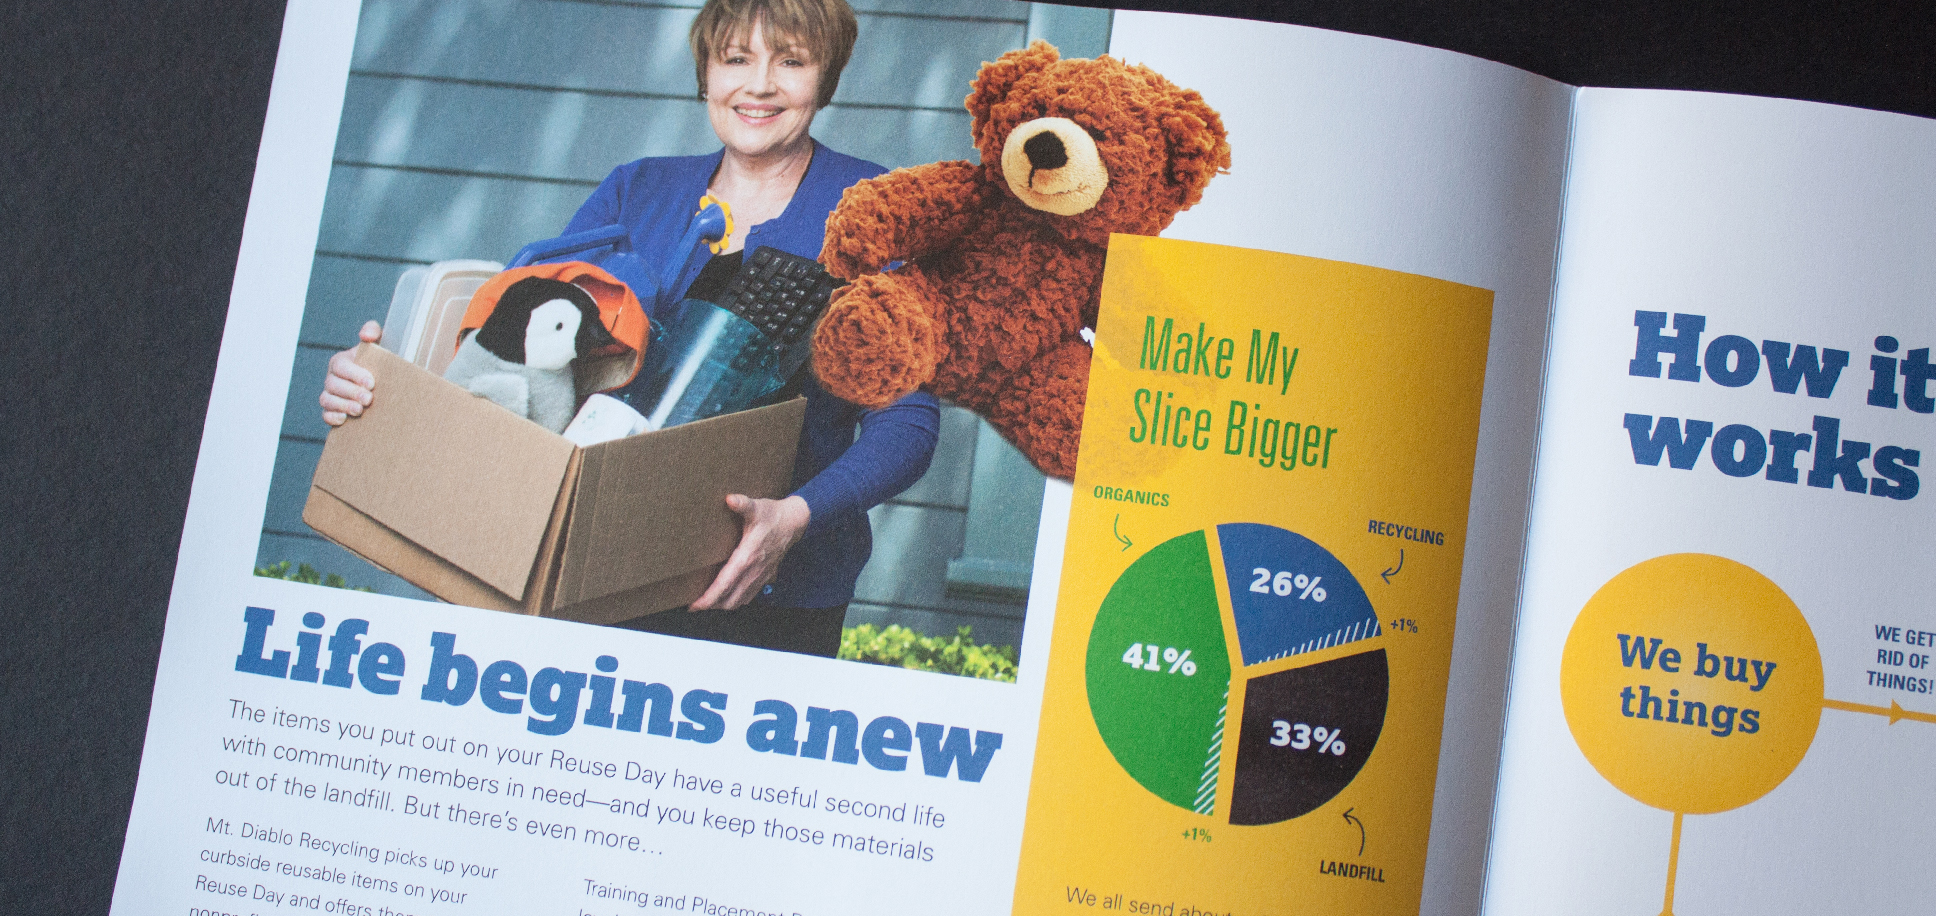 Life begins anew
The items you put out on your Reuse Day have a useful second life
with community members in need—and you keep those materials
out of the landfill. But there's even more...
Mt. Diablo Recycling picks up your
curbside reusable items on your
Reuse Day and offers
Training and Placement
Make My
Slice Bigger
ORGANICS
RECYCLING
26%
+1%
41%
33%
+1%
LANDFILL
We all send
How it
works
We buy
things
WE GET
RID OF
THINGS!